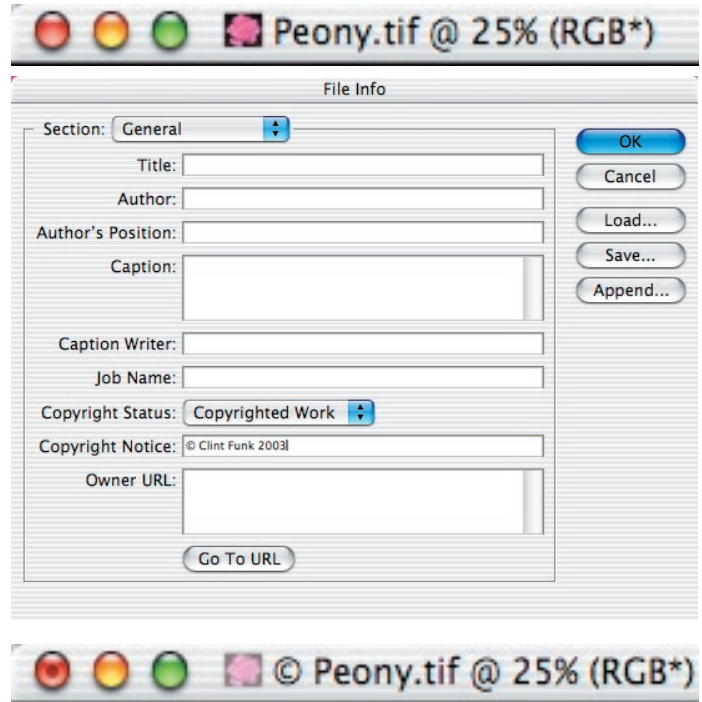 Peony.tif @ 25% (RGB*)
File Info
Section: General
OK
Title:
Cancel
Author:
Load...
Author's Position:
Save...
Caption:
Append...
Caption Writer:
Job Name:
Copyright Status: Copyrighted Work
Copyright Notice: © Clint Funk 2003
Owner URL:
Go To URL
© Peony.tif @ 25% (RGB*)